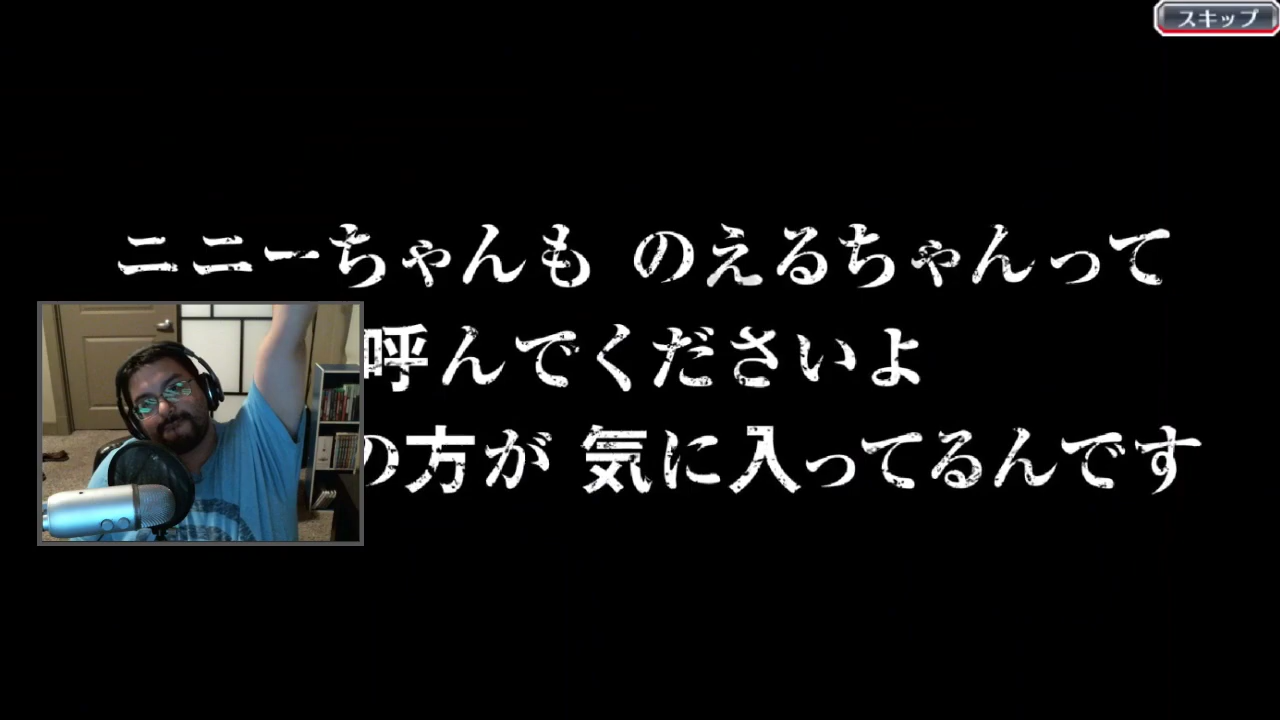 スキップ
ニニーちゃんも のえるちゃんって
呼んでくださいよ
の方が 気に入ってるんです